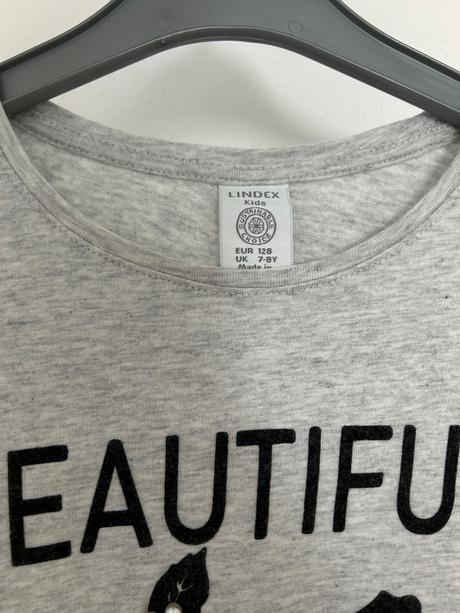 LINDEX
Kids
SUSTAINABLE
CHOICE
EUR 128
UK 7-8Y
Made in
EAUTIFU